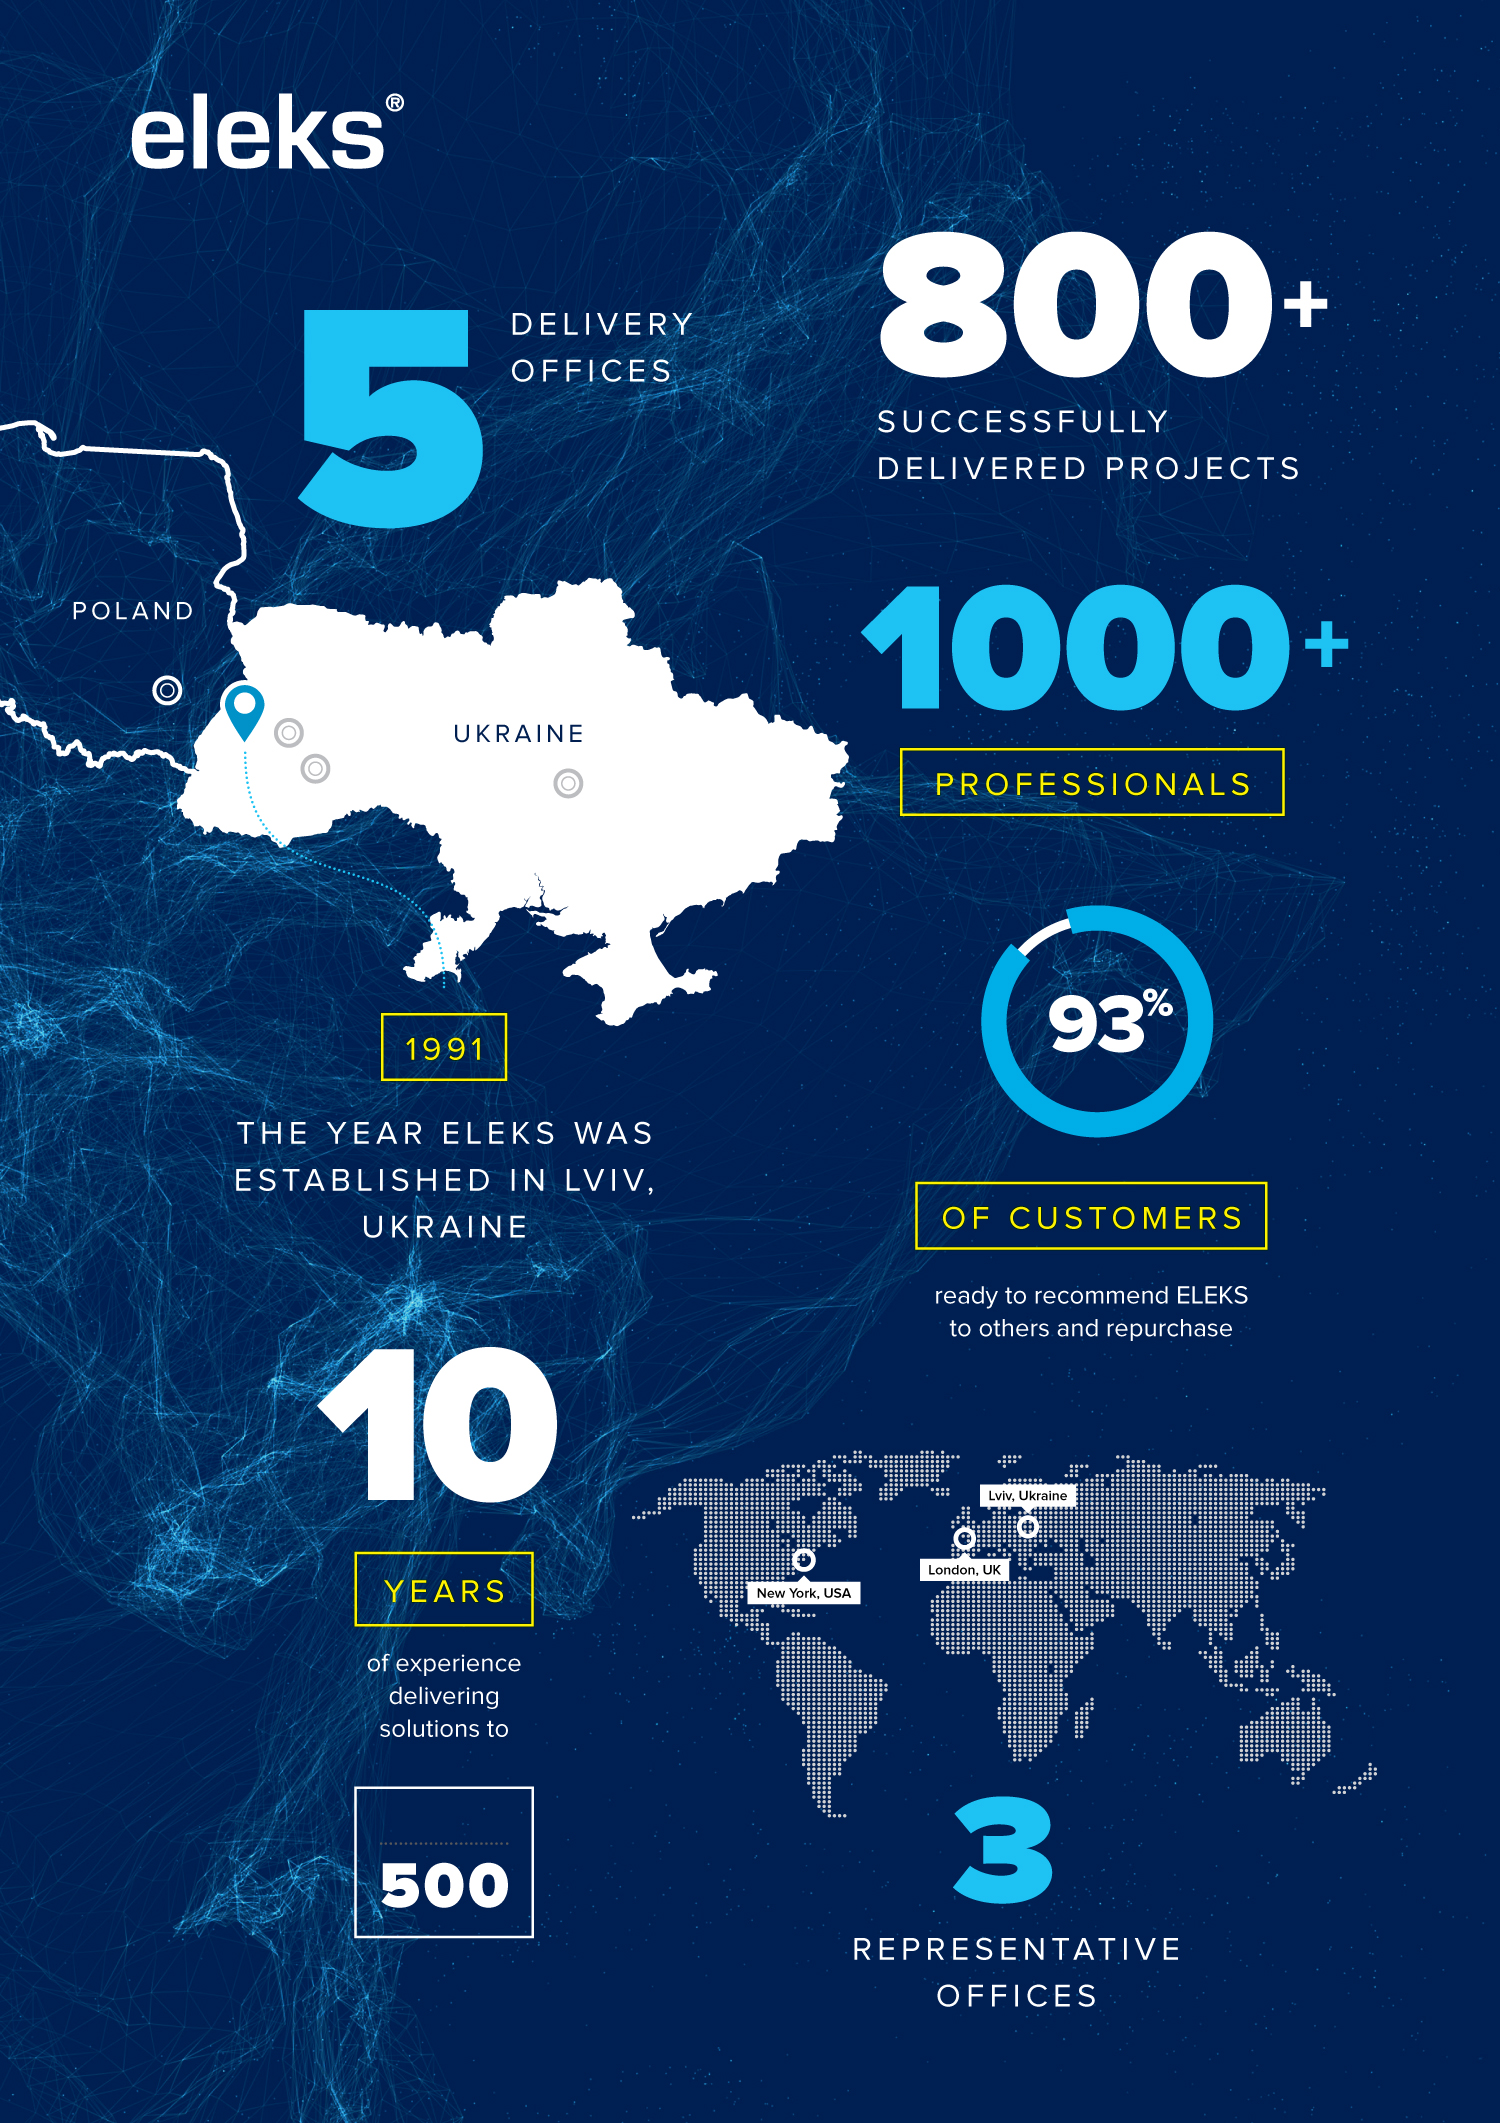 eleks®
5
DELIVERY
OFFICES
800+
SUCCESSFULLY
DELIVERED PROJECTS
1000+
PROFESSIONALS
POLAND
UKRAINE
1991
THE YEAR ELEKS WAS
ESTABLISHED IN LVIV,
UKRAINE
93%
OF CUSTOMERS
ready to recommend ELEKS
to others and repurchase
10
YEARS
of experience
delivering
solutions to
500
Lviv, Ukraine
London, UK
New York, USA
3
REPRESENTATIVE
OFFICES